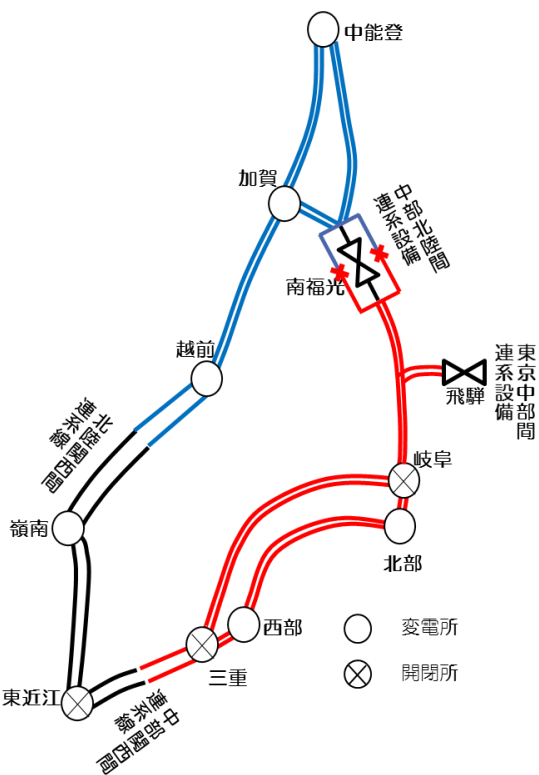 中能登
加賀
中部北陸間
連系設備
南福光
越前
東京中部間
連系設備
飛騨
北陸関西間
連系線
岐阜
嶺南
北部
西部
変電所
三重
開閉所
東近江
中部関西間
連系線